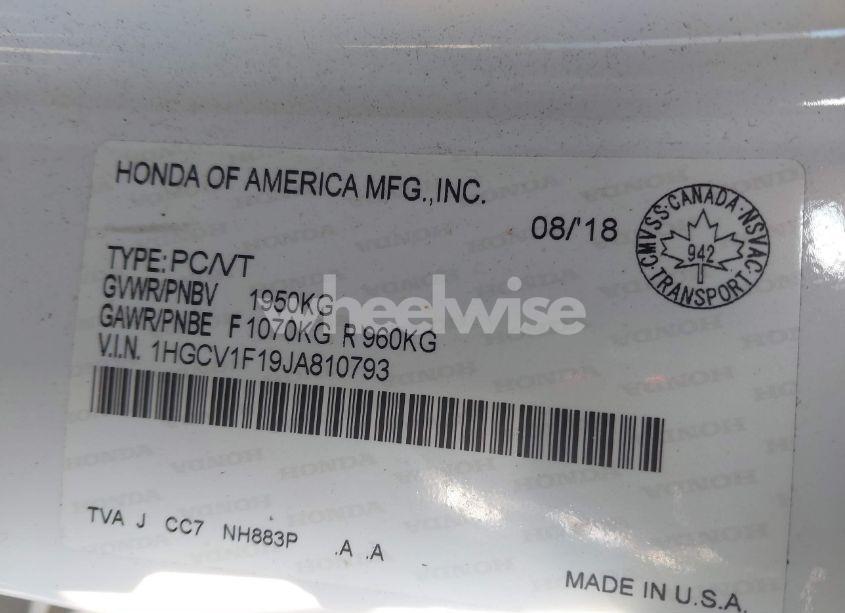 HONDA OF AMERICA MFG.,INC.
08/'18
CMVSS·CANADA·NSVAC·TRANSPORT
942
TYPE: PC/VT
GVWR/PNBV 1950KG
GAWR/PNBE F 1070KG R 960KG
V.I.N. 1HGCV1F19JA810793
wheelwise
TVA J CC7 NH883P .A .A
MADE IN U.S.A.